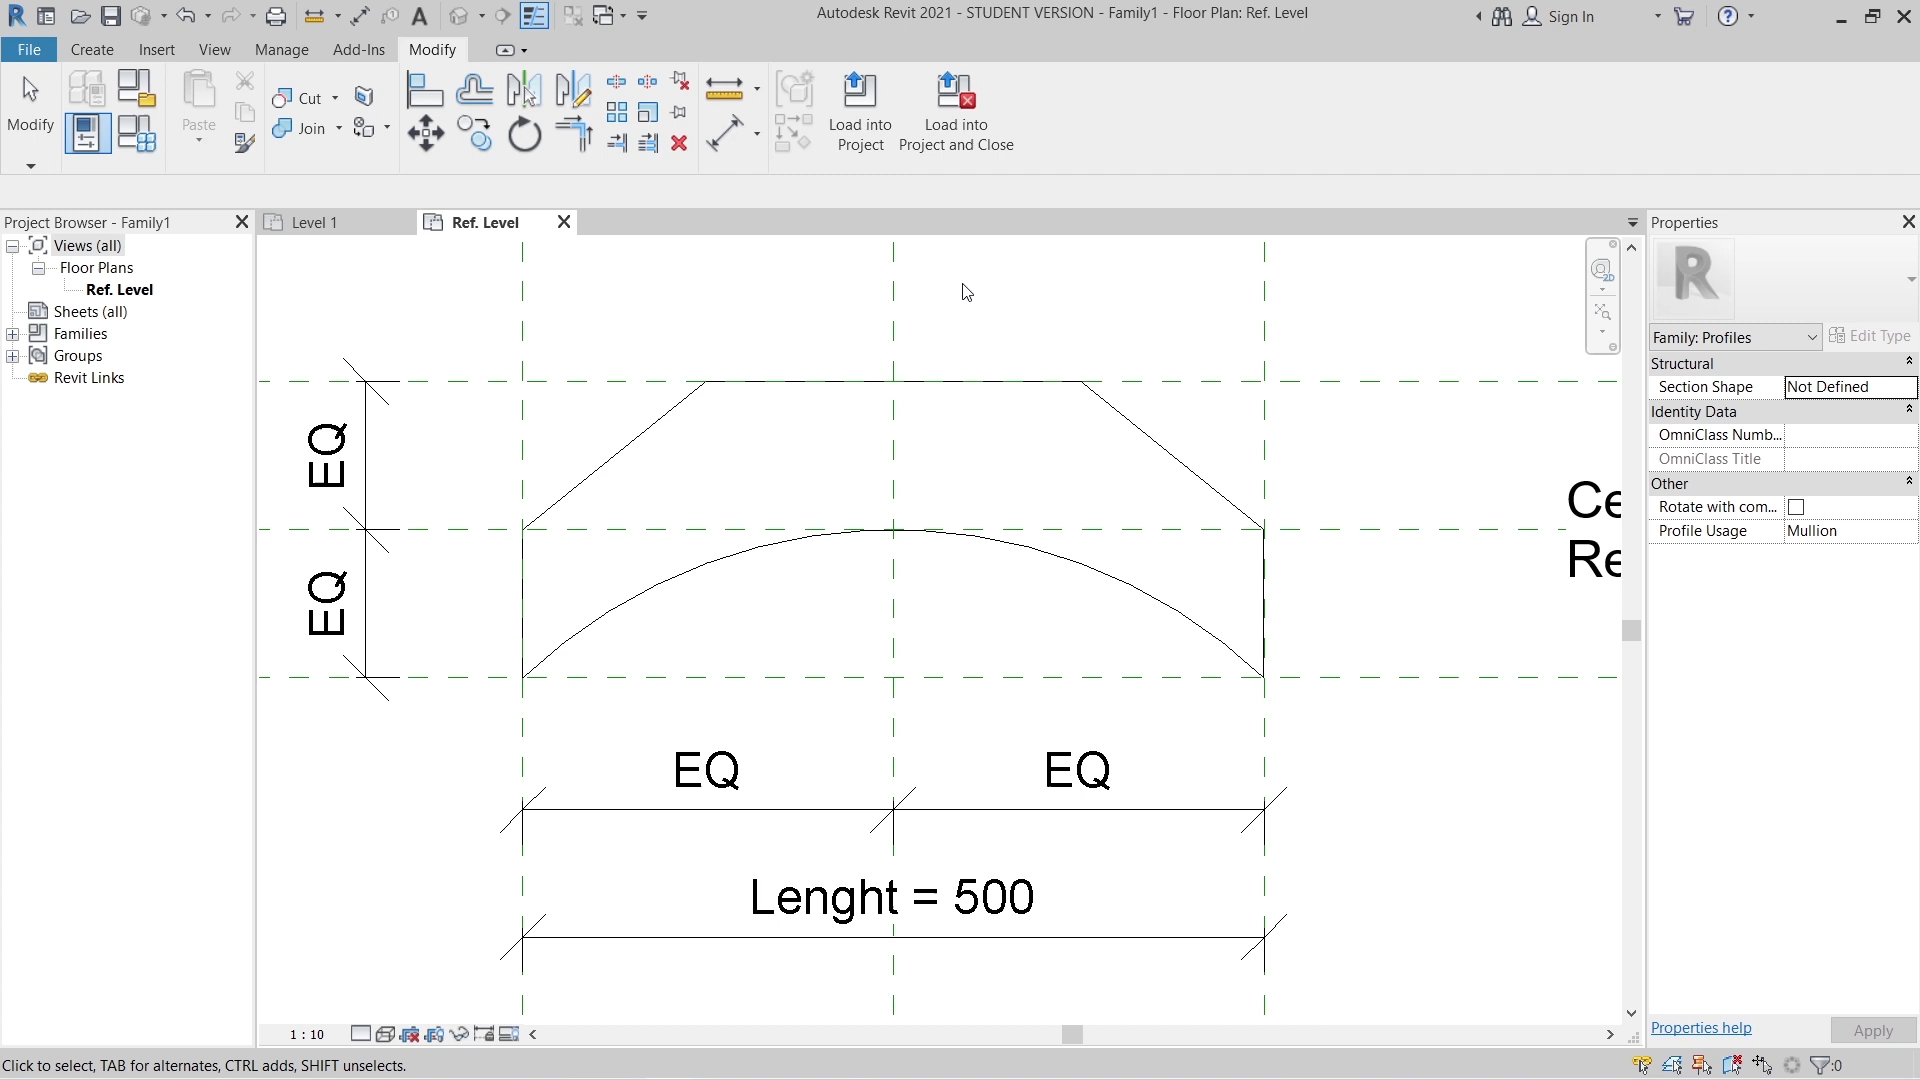 Autodesk Revit 2021 - STUDENT VERSION - Family1 - Floor Plan: Ref. Level
Sign In
File
Create
Insert
View
Manage
Add-Ins
Modify
Modify
Paste
Cut
Join
Load into
Project
Load into
Project and Close
Project Browser - Family1
Views (all)
Floor Plans
Ref. Level
Sheets (all)
Families
Groups
Revit Links
Level 1
Ref. Level
2D
EQ
EQ
EQ
EQ
Lenght = 500
Ce
Re
Properties
R
Family: Profiles
Edit Type
Structural
Section Shape
Not Defined
Identity Data
OmniClass Numb...
OmniClass Title
Other
Rotate with com...
Profile Usage
Mullion
Properties help
Apply
1 : 10
Click to select, TAB for alternates, CTRL adds, SHIFT unselects.
:0